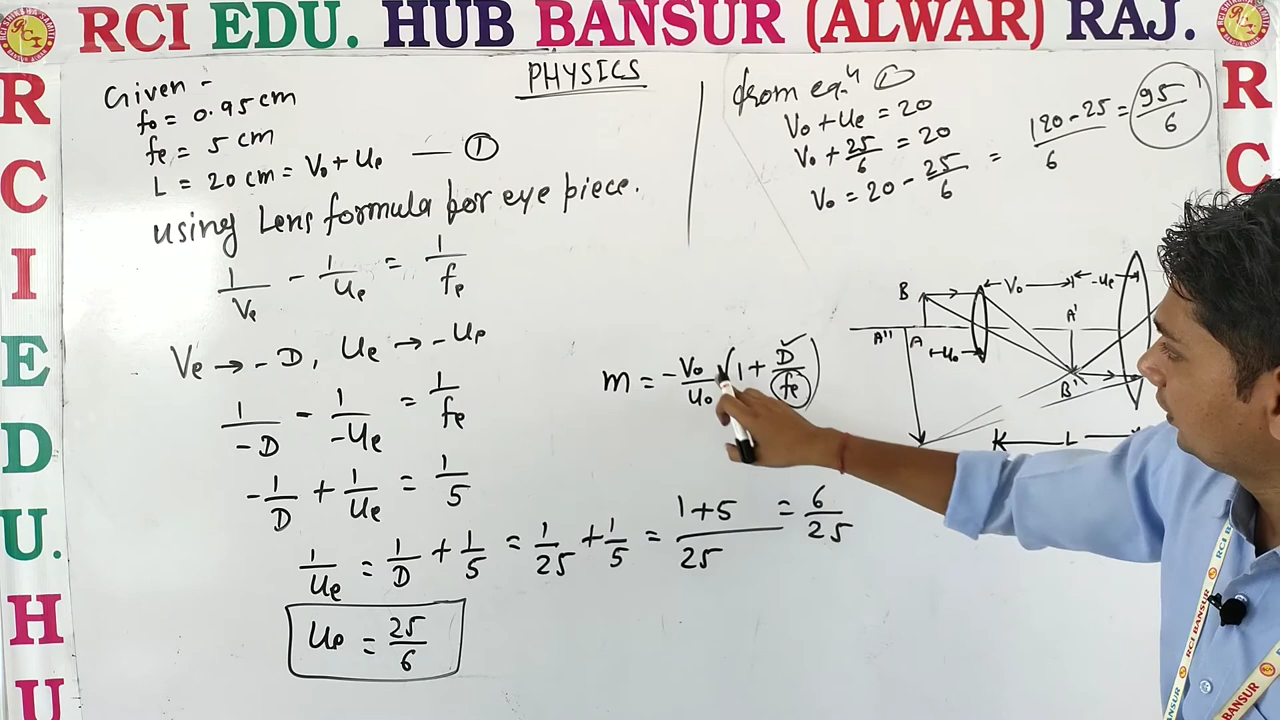 RCI EDU. HUB BANSUR (ALWAR) RAJ.
R
C
I
E
D
U.
H
U
R
C
PHYSICS
Given -
fo = 0.95 cm
fe = 5 cm
L = 20 cm = Vo + Ue — ①
using Lens formula for eye piece.
1/Ve - 1/Ue = 1/fe
Ve → -D, Ue → -Ue
1/-D - 1/-Ue = 1/fe
-1/D + 1/Ue = 1/5
1/Ue = 1/D + 1/5 = 1/25 + 1/5 = 1+5/25 = 6/25
Ue = 25/6
from eqⁿ ①
Vo + Ue = 20
Vo + 25/6 = 20
Vo = 20 - 25/6 = 120-25/6 = 95/6
m = -Vo/Uo (1 + D/fe)
B Vo -Ue
A'
A" A
-Uo
B'
L
RCI BANSUR